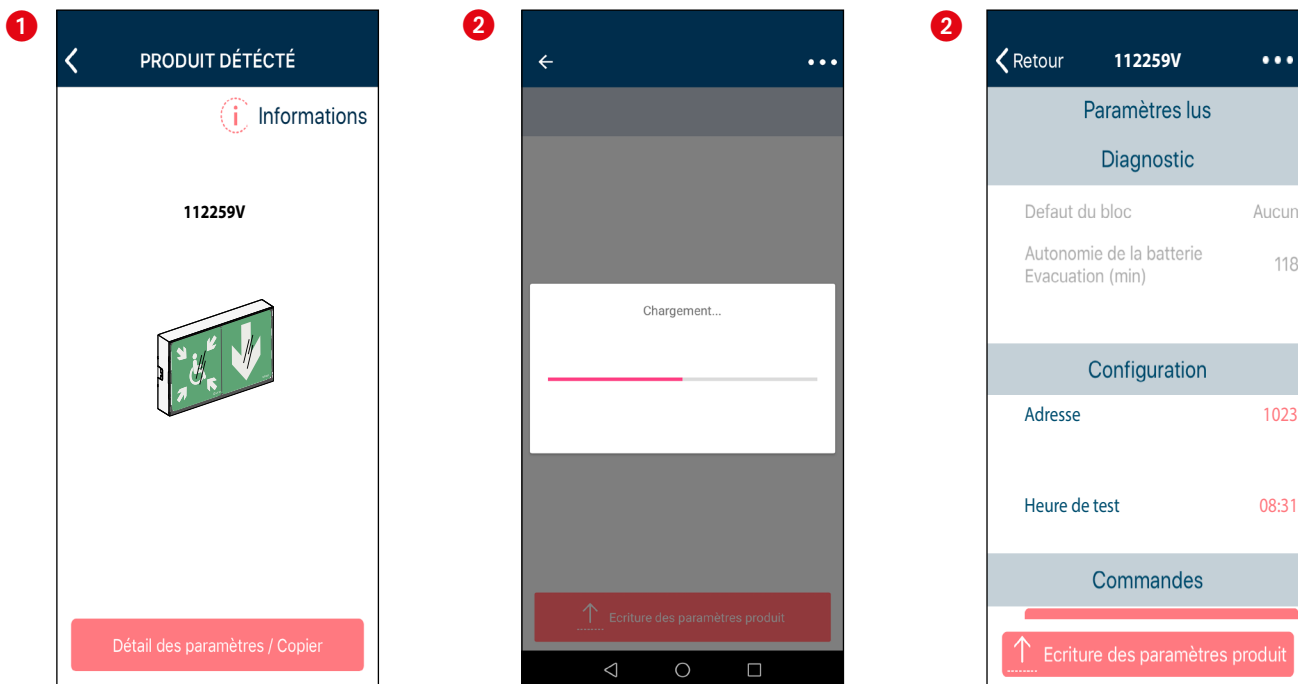 1
PRODUIT DÉTÉCTÉ
i Informations
112259V
Détail des paramètres / Copier
2
Chargement...
Ecriture des paramètres produit
2
Retour 112259V
Paramètres lus
Diagnostic
Defaut du bloc Aucun
Autonomie de la batterie
Evacuation (min) 118
Configuration
Adresse 1023
Heure de test 08:31
Commandes
Ecriture des paramètres produit